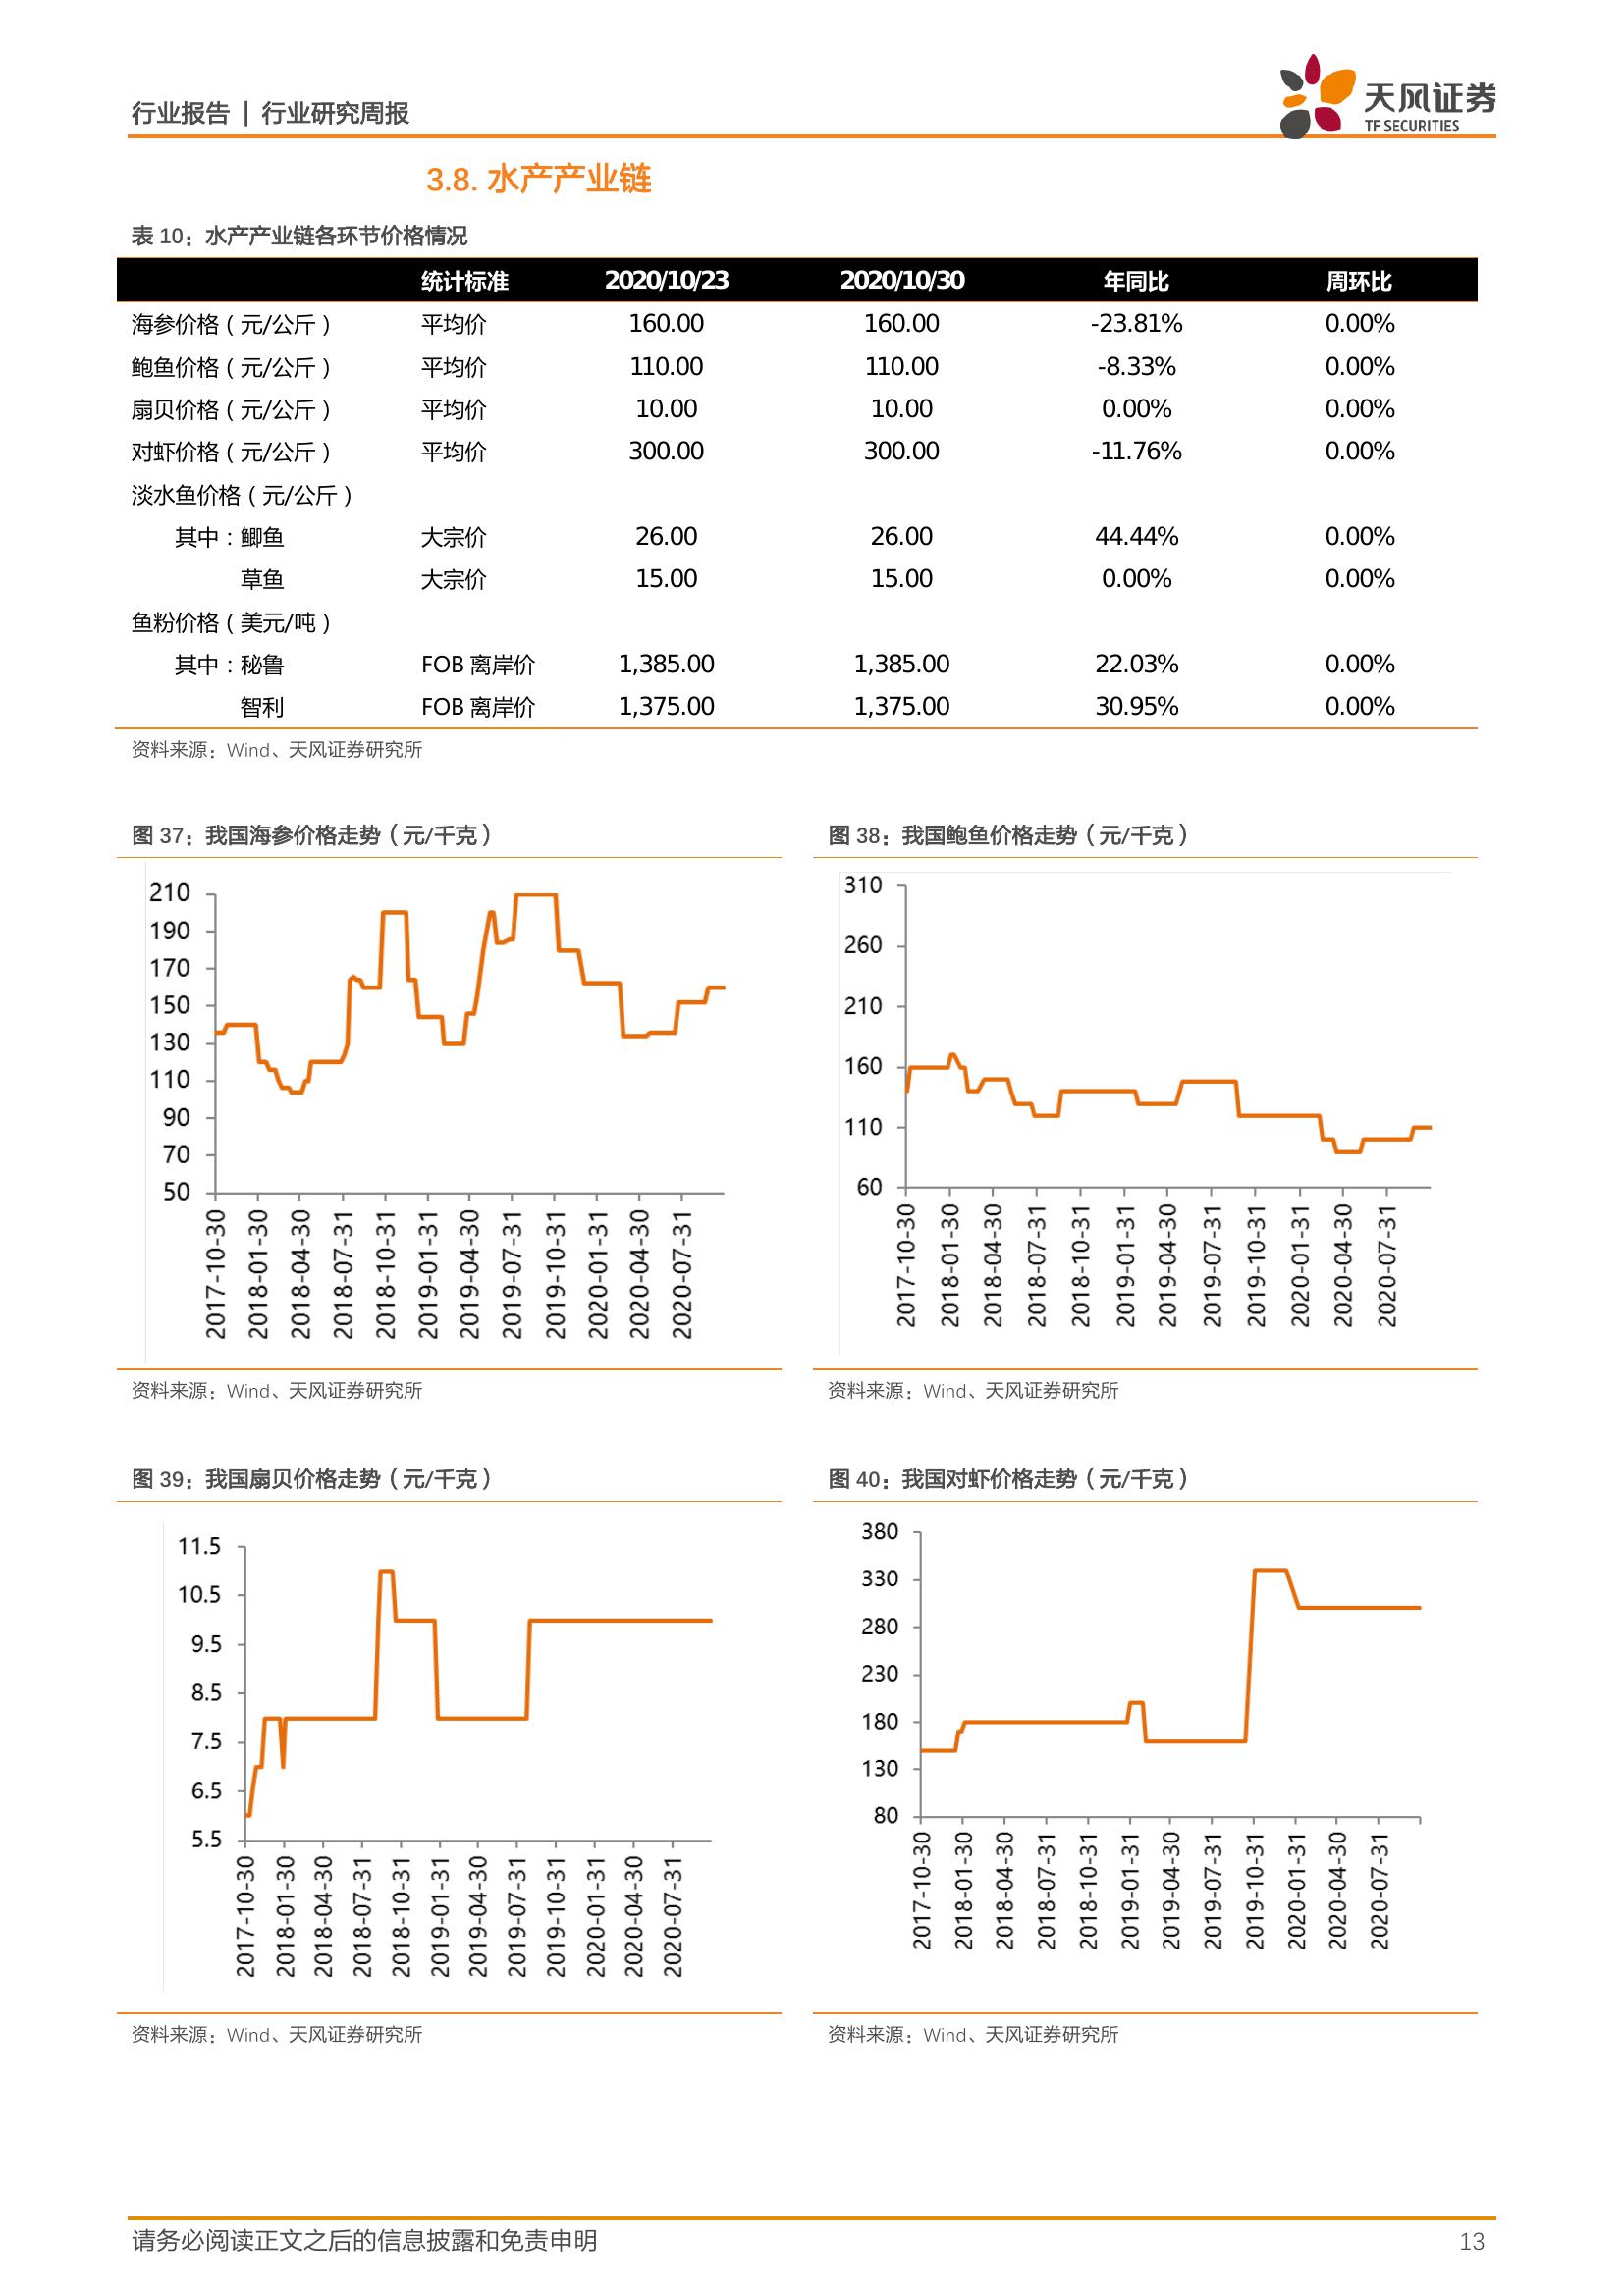 行业报告 | 行业研究周报
天风证券
TF SECURITIES
3.8. 水产产业链
表 10：水产产业链各环节价格情况
统计标准 2020/10/23 2020/10/30 年同比 周环比
海参价格（元/公斤） 平均价 160.00 160.00 -23.81% 0.00%
鲍鱼价格（元/公斤） 平均价 110.00 110.00 -8.33% 0.00%
扇贝价格（元/公斤） 平均价 10.00 10.00 0.00% 0.00%
对虾价格（元/公斤） 平均价 300.00 300.00 -11.76% 0.00%
淡水鱼价格（元/公斤）
其中：鲫鱼 大宗价 26.00 26.00 44.44% 0.00%
草鱼 大宗价 15.00 15.00 0.00% 0.00%
鱼粉价格（美元/吨）
其中：秘鲁 FOB 离岸价 1,385.00 1,385.00 22.03% 0.00%
智利 FOB 离岸价 1,375.00 1,375.00 30.95% 0.00%
资料来源：Wind、天风证券研究所
图 37：我国海参价格走势（元/千克）
210
190
170
150
130
110
90
70
50
2017-10-30
2018-01-30
2018-04-30
2018-07-31
2018-10-31
2019-01-31
2019-04-30
2019-07-31
2019-10-31
2020-01-31
2020-04-30
2020-07-31
资料来源：Wind、天风证券研究所
图 38：我国鲍鱼价格走势（元/千克）
310
260
210
160
110
60
2017-10-30
2018-01-30
2018-04-30
2018-07-31
2018-10-31
2019-01-31
2019-04-30
2019-07-31
2019-10-31
2020-01-31
2020-04-30
2020-07-31
资料来源：Wind、天风证券研究所
图 39：我国扇贝价格走势（元/千克）
11.5
10.5
9.5
8.5
7.5
6.5
5.5
2017-10-30
2018-01-30
2018-04-30
2018-07-31
2018-10-31
2019-01-31
2019-04-30
2019-07-31
2019-10-31
2020-01-31
2020-04-30
2020-07-31
资料来源：Wind、天风证券研究所
图 40：我国对虾价格走势（元/千克）
380
330
280
230
180
130
80
2017-10-30
2018-01-30
2018-04-30
2018-07-31
2018-10-31
2019-01-31
2019-04-30
2019-07-31
2019-10-31
2020-01-31
2020-04-30
2020-07-31
资料来源：Wind、天风证券研究所
请务必阅读正文之后的信息披露和免责申明 13